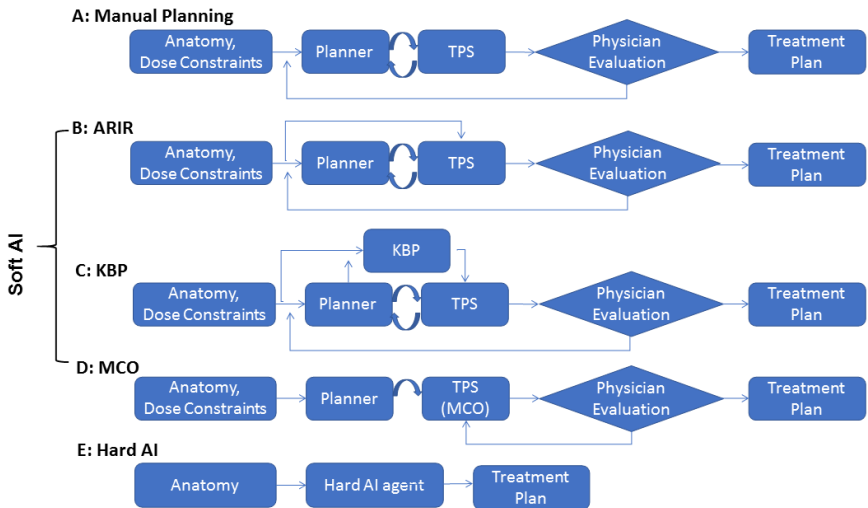 A: Manual Planning
Anatomy,
Dose Constraints
Planner
TPS
Physician
Evaluation
Treatment
Plan
Soft AI
B: ARIR
Anatomy,
Dose Constraints
Planner
TPS
Physician
Evaluation
Treatment
Plan
C: KBP
KBP
Anatomy,
Dose Constraints
Planner
TPS
Physician
Evaluation
Treatment
Plan
D: MCO
Anatomy,
Dose Constraints
Planner
TPS
(MCO)
Physician
Evaluation
Treatment
Plan
E: Hard AI
Anatomy
Hard AI agent
Treatment
Plan